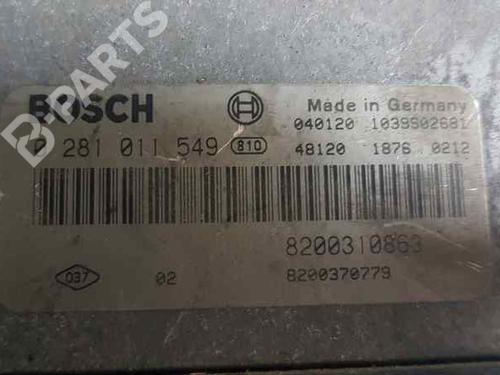 B-PARTS
BOSCH
Made in Germany
040120 1039S02681
0 281 011 549 810
48120 1876 0212
8200310863
037 02 8200370779